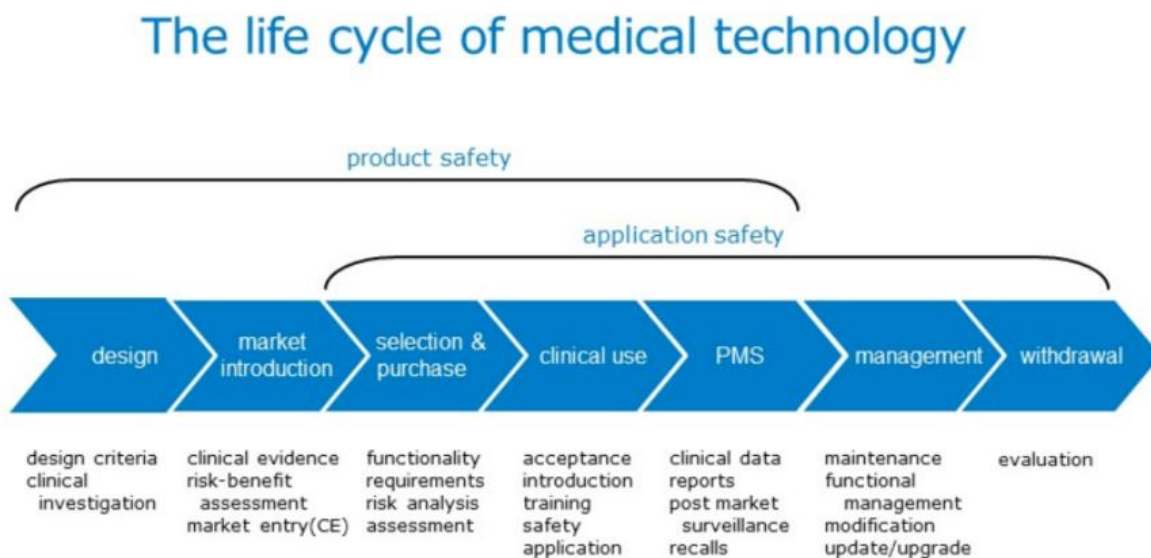 The life cycle of medical technology
product safety
application safety
design
market
introduction
selection &
purchase
clinical use
PMS
management
withdrawal
design criteria
clinical
investigation
clinical evidence
risk-benefit
assessment
market entry(CE)
functionality
requirements
risk analysis
assessment
acceptance
introduction
training
safety
application
clinical data
reports
post market
surveillance
recalls
maintenance
functional
management
modification
update/upgrade
evaluation